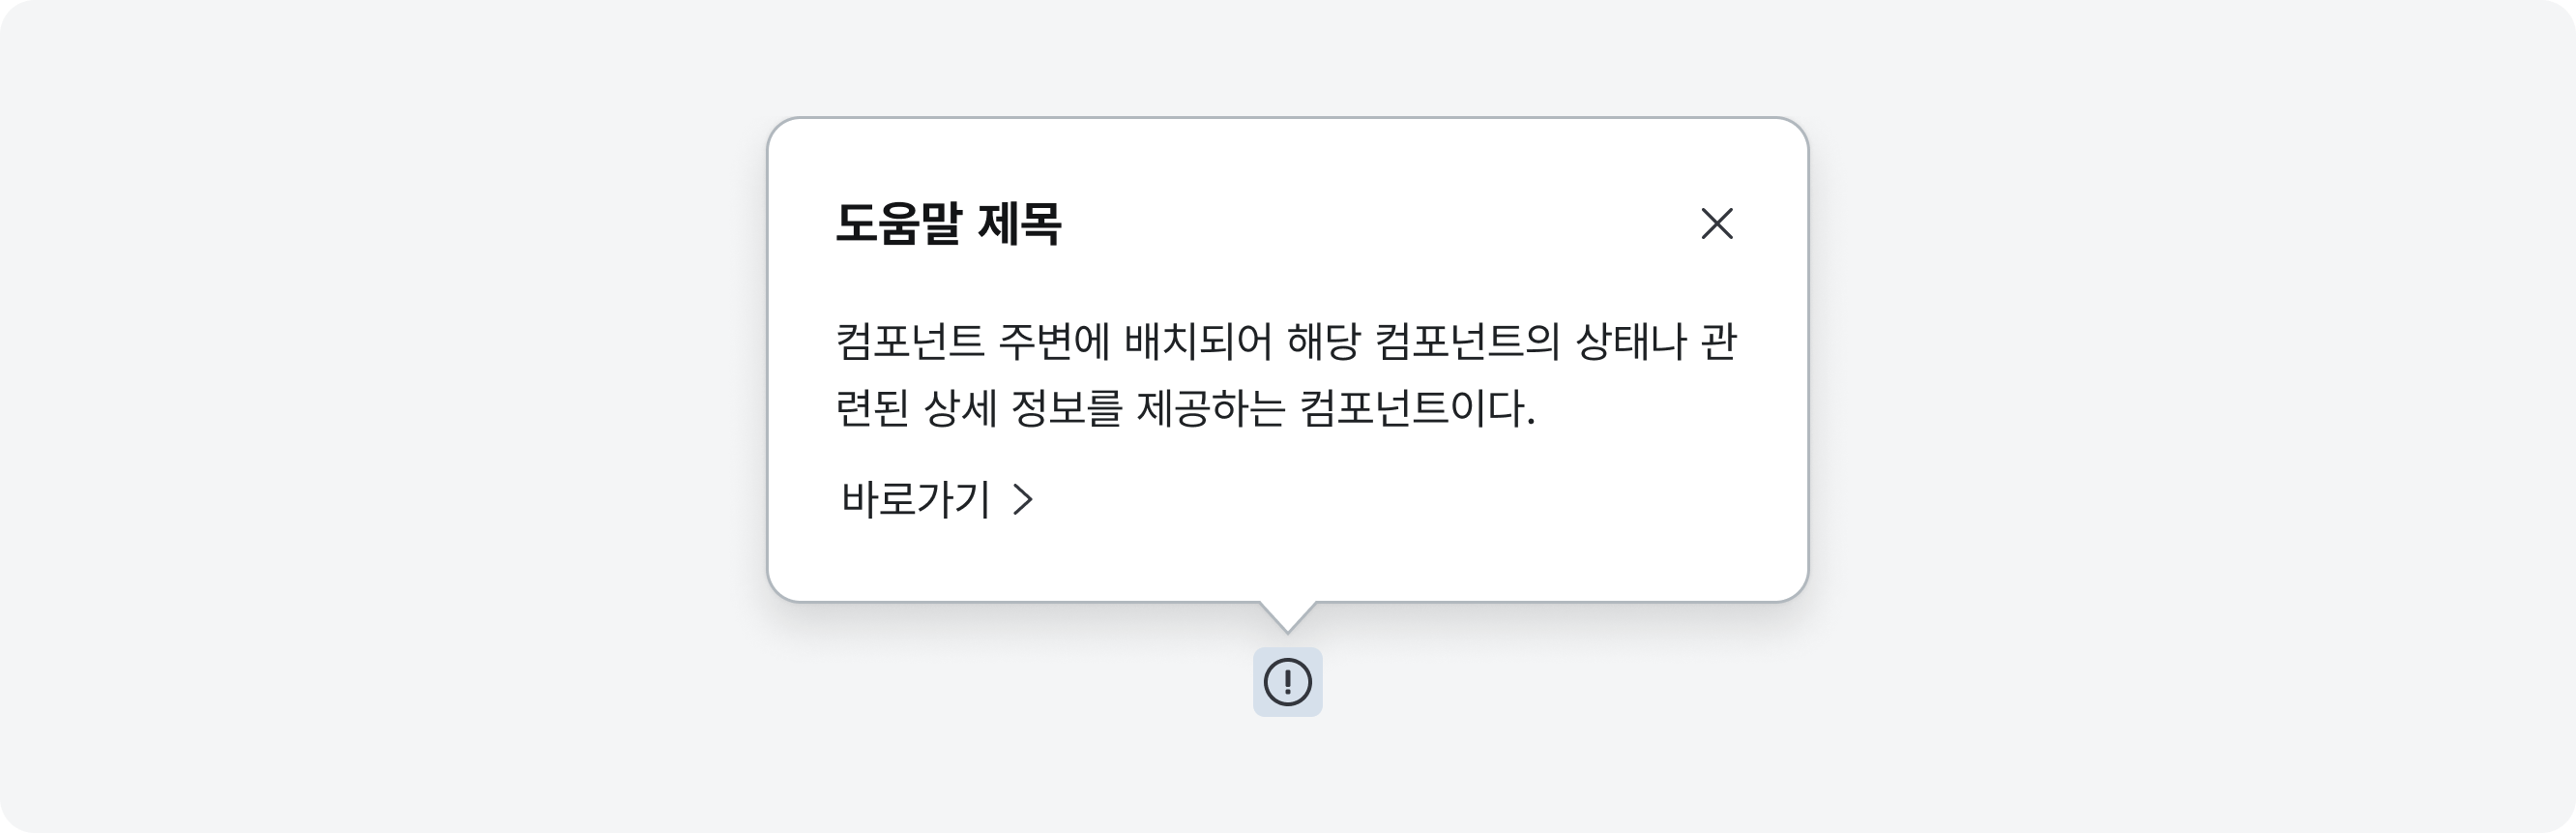 도움말 제목
컴포넌트 주변에 배치되어 해당 컴포넌트의 상태나 관
련된 상세 정보를 제공하는 컴포넌트이다.
바로가기